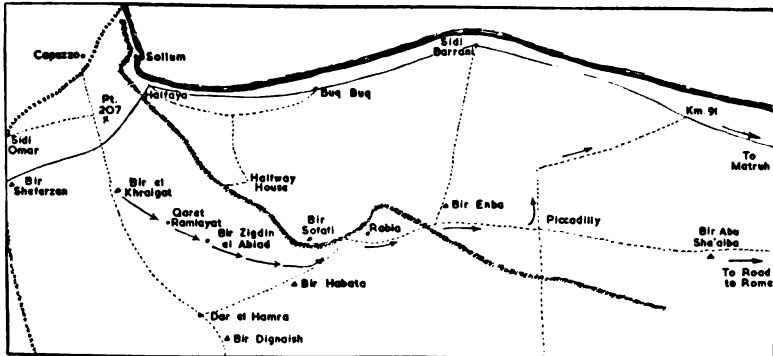 Sidi
Barrani
Capuzzo
Sollum
Buq Buq
Halfaya
Pt.
207
Km 91
To
Matruh
Sidi
Omar
Bir
Sheferzen
Halfway
House
Bir el
Khraigat
Qaret
Ramlayat
Bir Zigdin
el Abiad
Bir
Sofafi
Rabia
Bir Enba
Piccadilly
Bir Abu
She'aiba
To Road
to Rome
Bir Habata
Dar el Hamra
Bir Dignaish